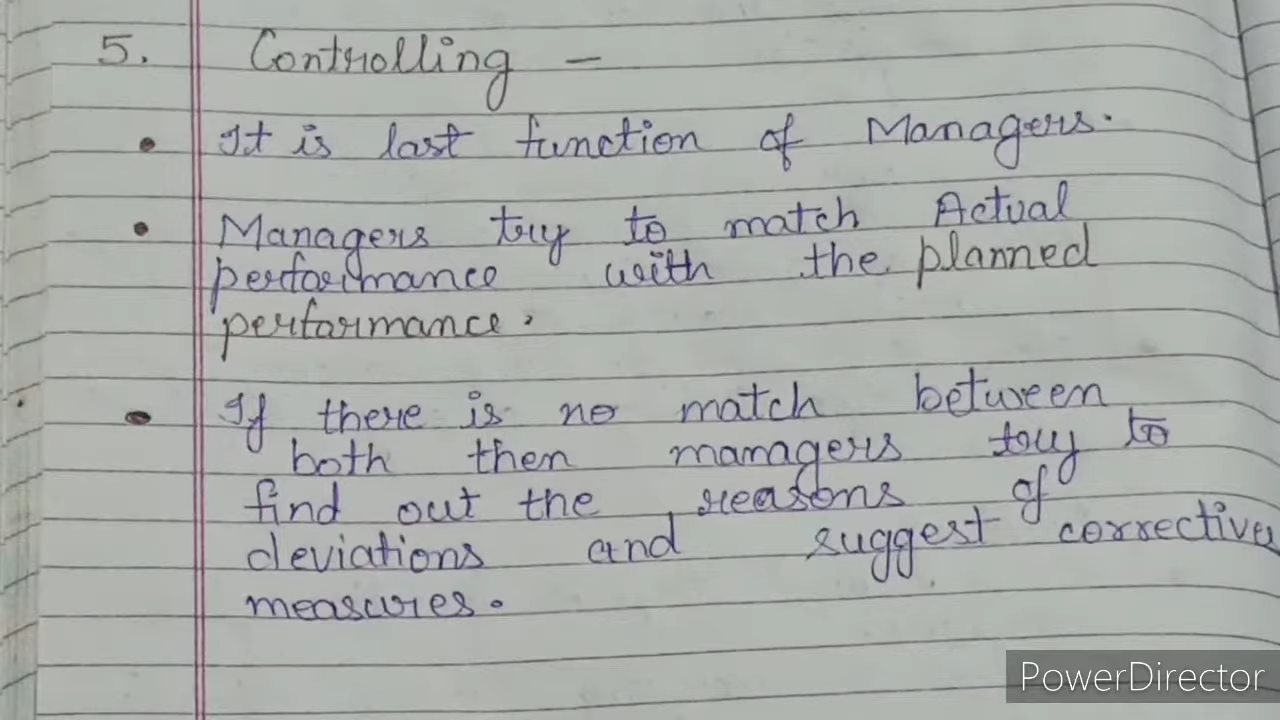 5. Controlling -
• It is last function of Managers.
• Managers try to match Actual
performance with the planned
performance.
• If there is no match between
both then managers try to
find out the reasons of
deviations and suggest corrective
measures.
PowerDirector